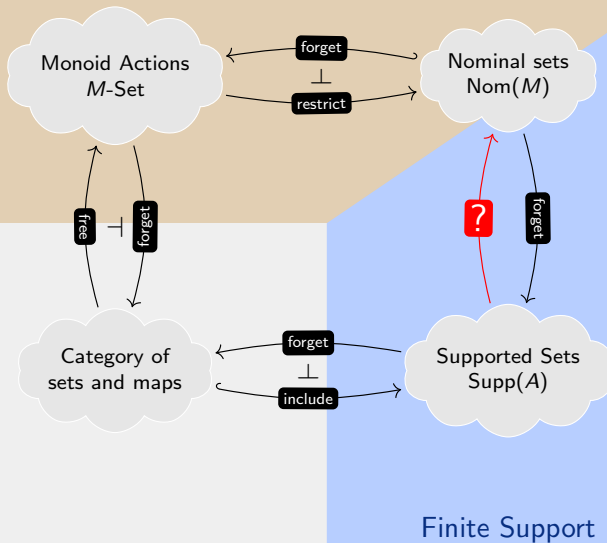 forget
Monoid Actions
M-Set
⊥
Nominal sets
Nom(M)
restrict
free
⊣
forget
?
forget
forget
Category of
sets and maps
⊥
Supported Sets
Supp(A)
include
Finite Support